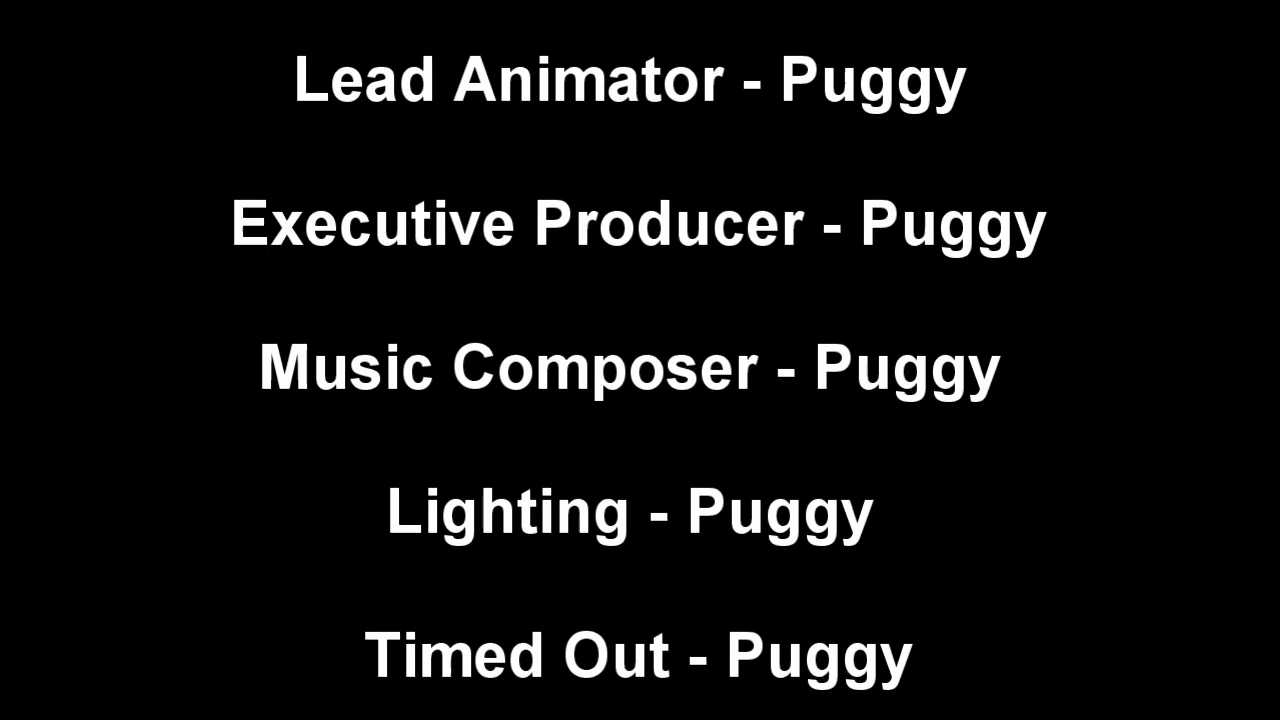 Lead Animator - Puggy
Executive Producer - Puggy
Music Composer - Puggy
Lighting - Puggy
Timed Out - Puggy